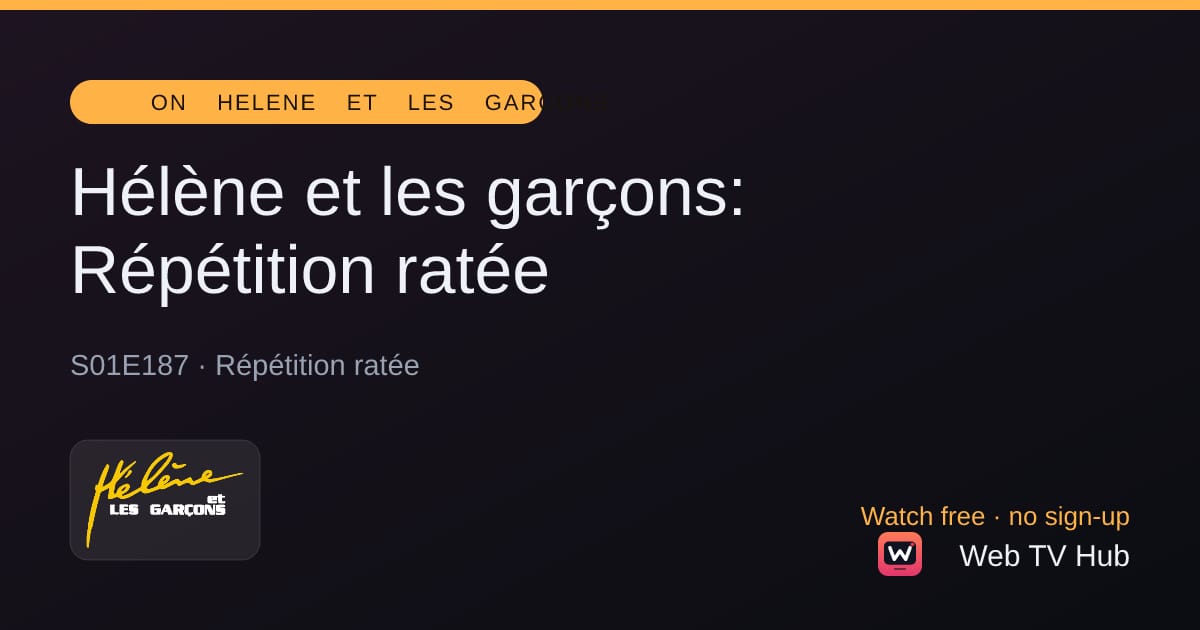 ON HELENE ET LES GARÇONS
Hélène et les garçons:
Répétition ratée
S01E187 · Répétition ratée
Hélène
et
LES GARÇONS
Watch free · no sign-up
W
Web TV Hub